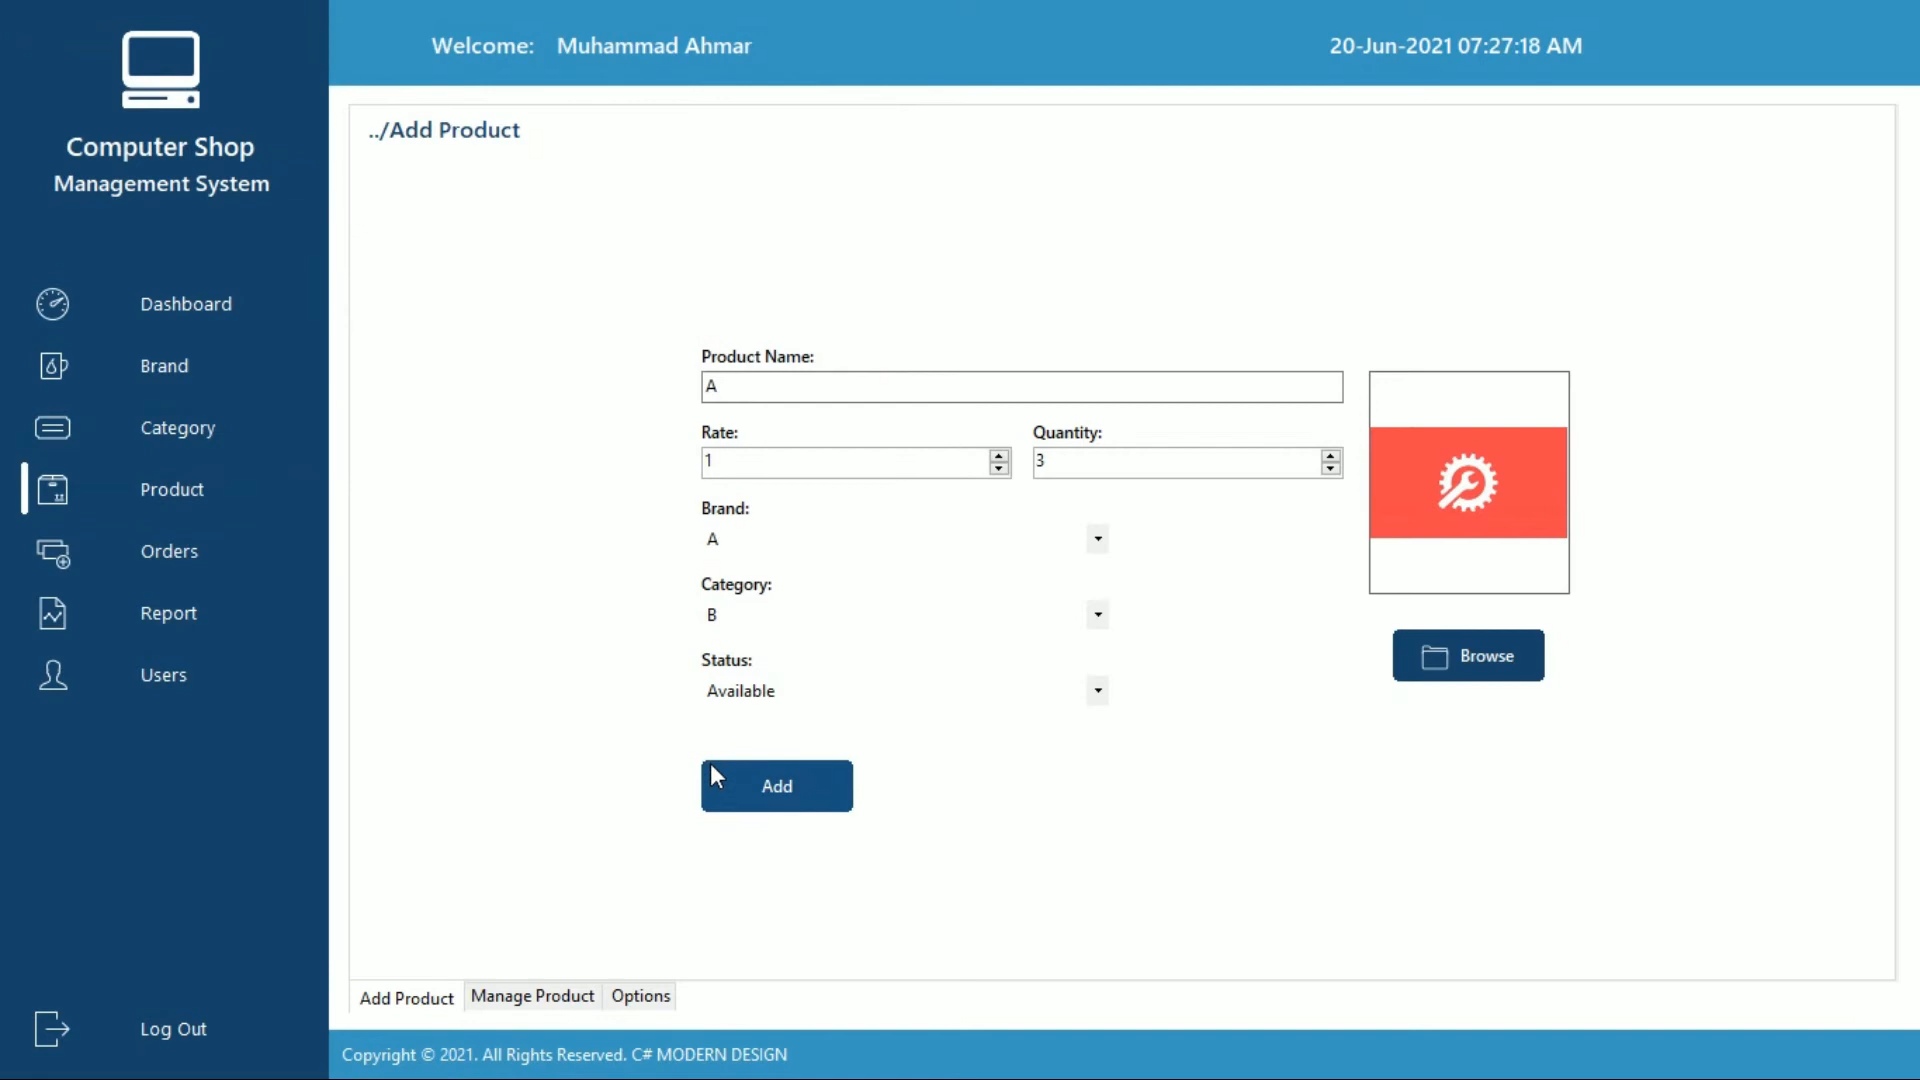 Welcome: Muhammad Ahmar
20-Jun-2021 07:27:18 AM
Computer Shop
Management System
Dashboard
Brand
Category
Product
Orders
Report
Users
Log Out
../Add Product
Product Name:
A
Rate:
Quantity:
1
3
Brand:
A
Category:
B
Status:
Available
Browse
Add
Add Product
Manage Product
Options
Copyright © 2021. All Rights Reserved. C# MODERN DESIGN